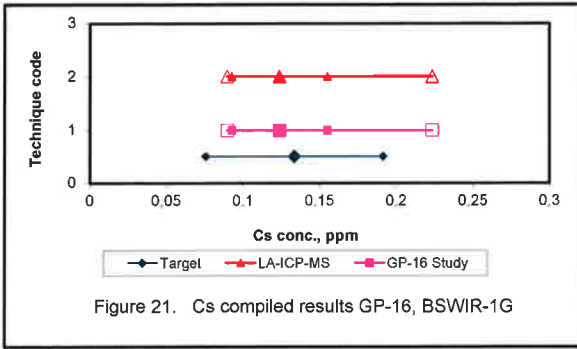 3
2
1
0
Technique code
0 0,05 0,1 0,15 0,2 0,25 0,3
Cs conc., ppm
Target LA-ICP-MS GP-16 Study
Figure 21. Cs compiled results GP-16, BSWIR-1G